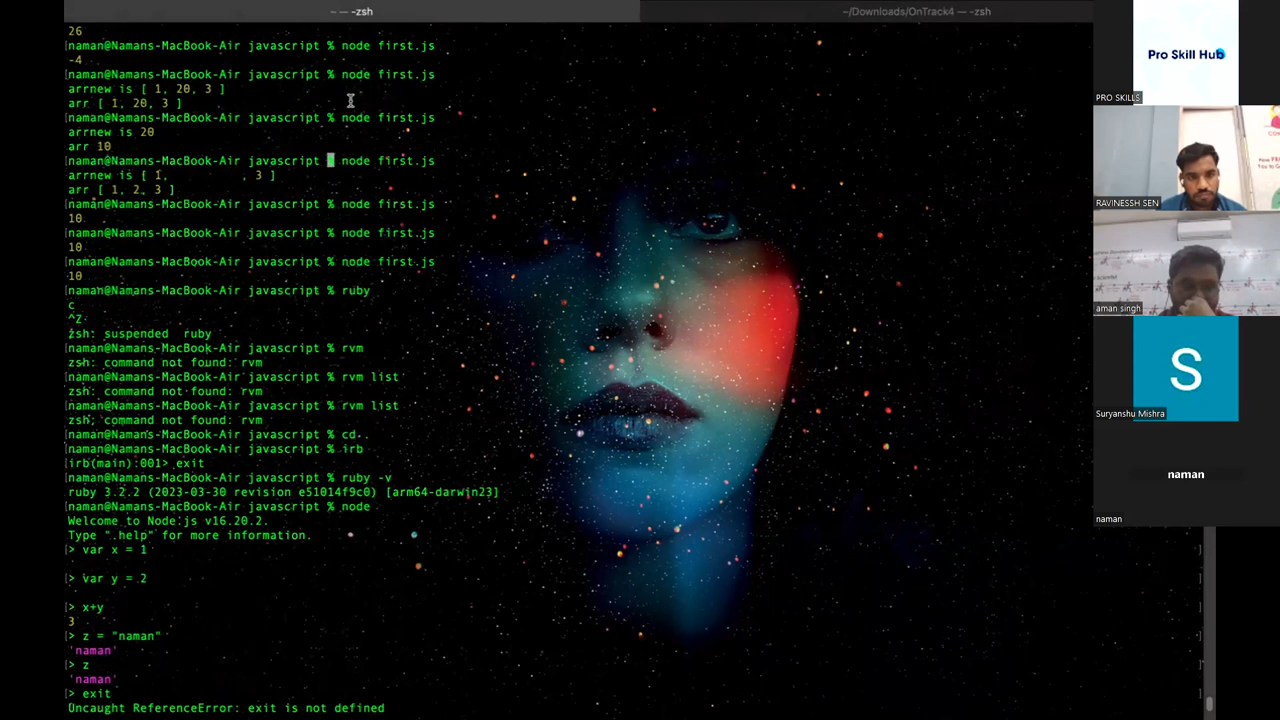 ~ — -zsh
~/Downloads/OnTrack4 — -zsh
26
naman@Namans-MacBook-Air javascript % node first.js
-4
naman@Namans-MacBook-Air javascript % node first.js
arrnew is [ 1, 20, 3 ]
arr [ 1, 20, 3 ]
naman@Namans-MacBook-Air javascript % node first.js
arrnew is 20
arr 10
naman@Namans-MacBook-Air javascript % node first.js
arrnew is [ 1, , 3 ]
arr [ 1, 2, 3 ]
naman@Namans-MacBook-Air javascript % node first.js
10
naman@Namans-MacBook-Air javascript % node first.js
10
naman@Namans-MacBook-Air javascript % node first.js
10
naman@Namans-MacBook-Air javascript % ruby
c
^Z
zsh: suspended  ruby
naman@Namans-MacBook-Air javascript % rvm
zsh: command not found: rvm
naman@Namans-MacBook-Air javascript % rvm list
zsh: command not found: rvm
naman@Namans-MacBook-Air javascript % rvm list
zsh: command not found: rvm
naman@Namans-MacBook-Air javascript % cd..
naman@Namans-MacBook-Air javascript % irb
irb(main):001> exit
naman@Namans-MacBook-Air javascript % ruby -v
ruby 3.2.2 (2023-03-30 revision e51014f9c0) [arm64-darwin23]
naman@Namans-MacBook-Air javascript % node
Welcome to Node.js v16.20.2.
Type ".help" for more information.
> var x = 1
> var y = 2
> x+y
3
> z = "naman"
'naman'
> z
'naman'
> exit
Uncaught ReferenceError: exit is not defined
Pro Skill Hub
PRO SKILLS
RAVINESSH SEN
aman singh
S
Suryanshu Mishra
naman
naman